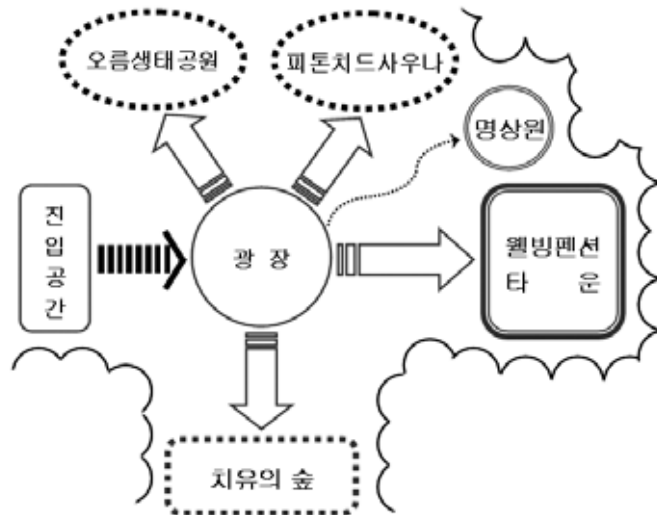 오름생태공원
피톤치드사우나
명상원
진
입
공
간
광 장
웰빙펜션
타 운
치유의 숲